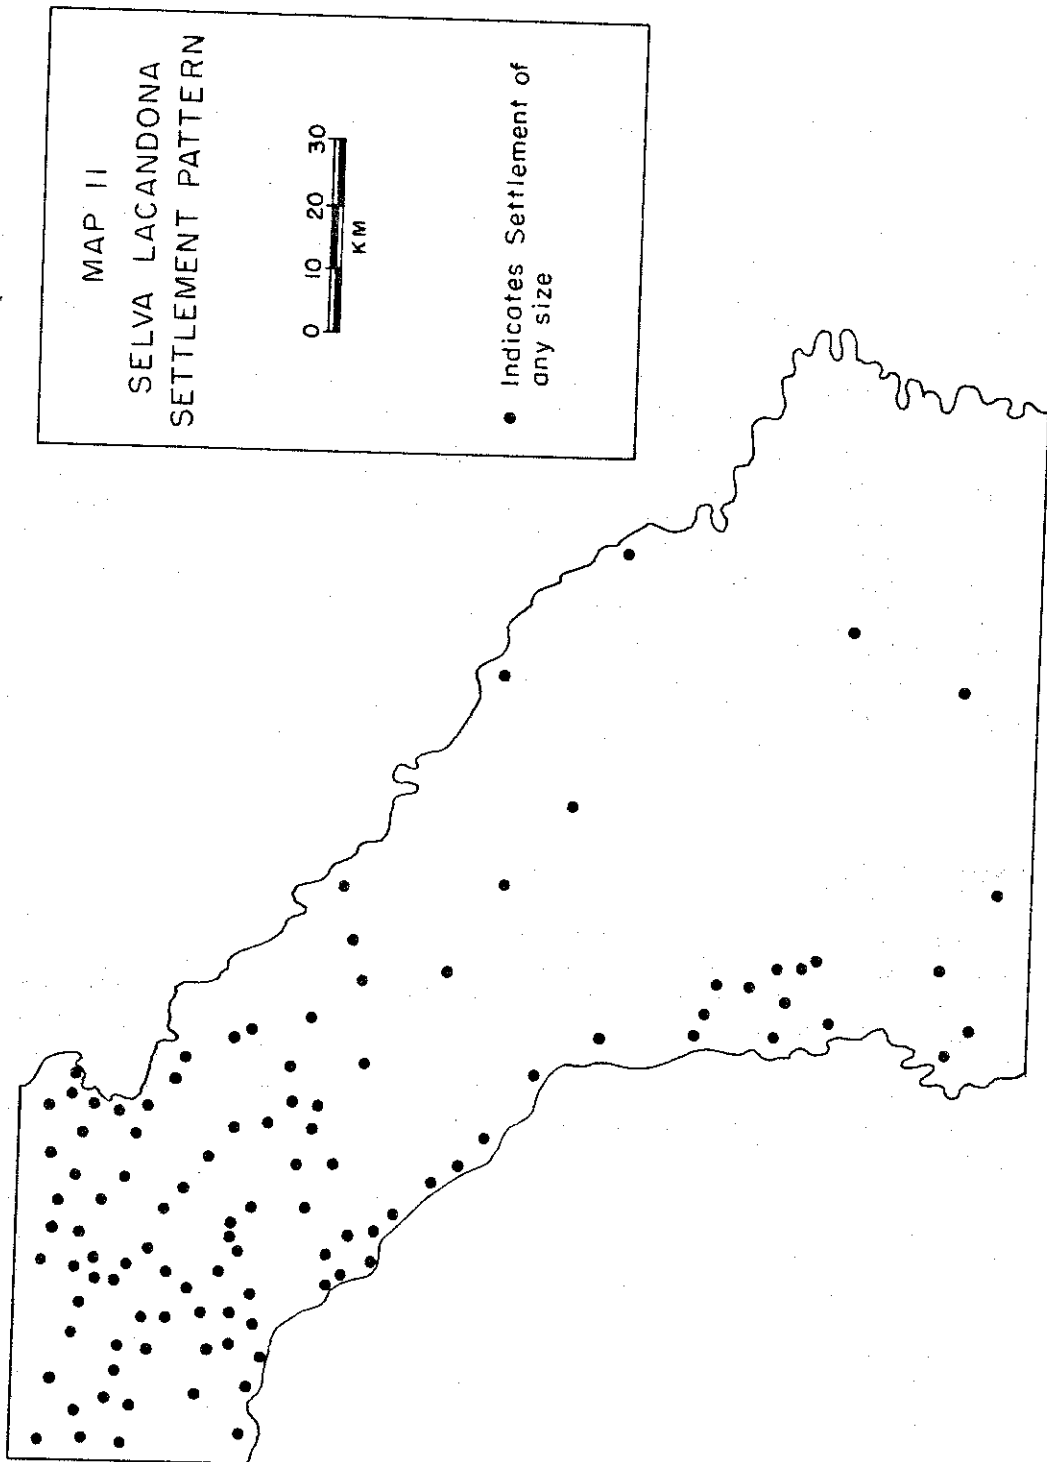 MAP 11
SELVA LACANDONA
SETTLEMENT PATTERN
0 10 20 30
KM
● Indicates Settlement of
any size